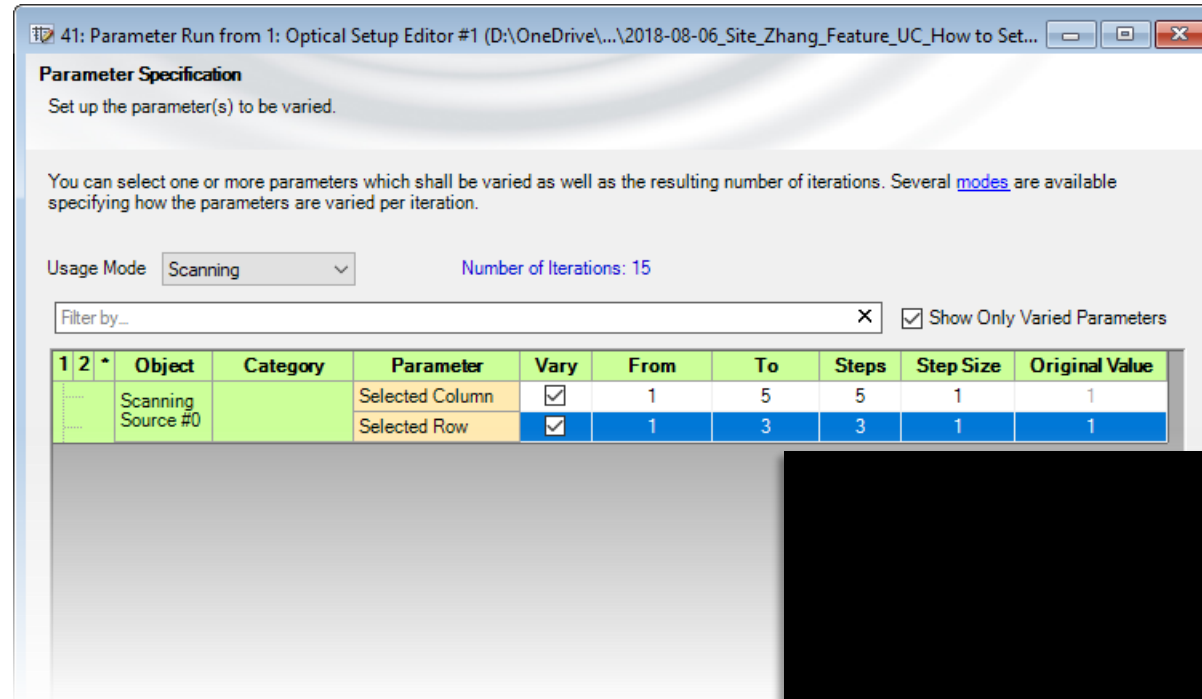 41: Parameter Run from 1: Optical Setup Editor #1 (D:\OneDrive\...\2018-08-06_Site_Zhang_Feature_UC_How to Set...
Parameter Specification
Set up the parameter(s) to be varied.
You can select one or more parameters which shall be varied as well as the resulting number of iterations. Several modes are available
specifying how the parameters are varied per iteration.
Usage Mode Scanning Number of Iterations: 15
Filter by... Show Only Varied Parameters
1 2 * Object Category Parameter Vary From To Steps Step Size Original Value
Scanning Source #0 Selected Column 1 5 5 1 1
Selected Row 1 3 3 1 1